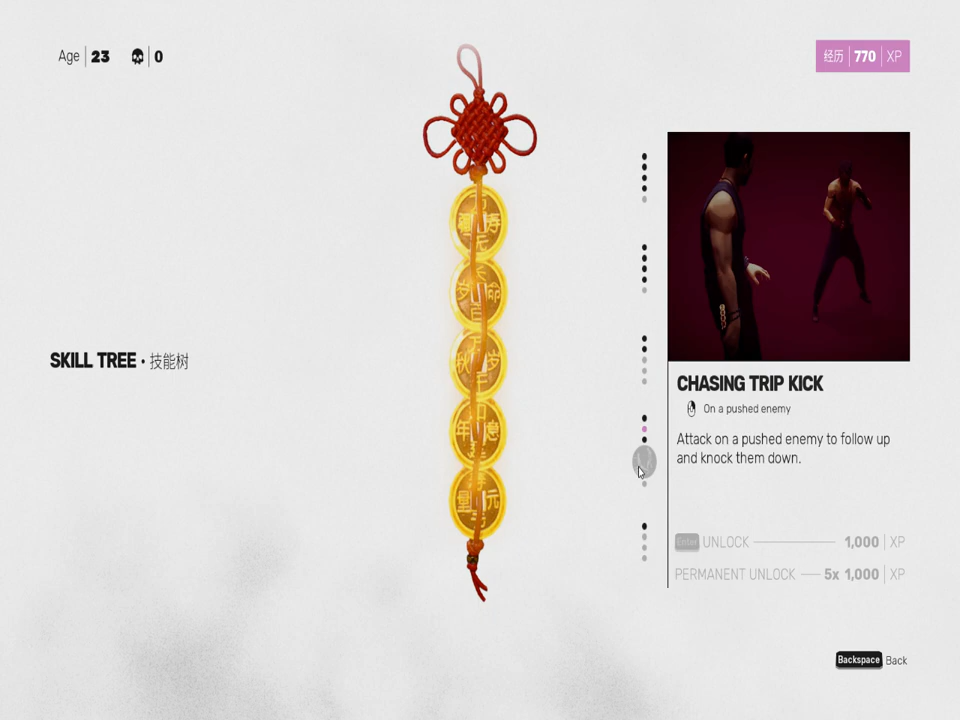 Age 23 0
经历 770 XP
SKILL TREE • 技能树
CHASING TRIP KICK
On a pushed enemy
Attack on a pushed enemy to follow up
and knock them down.
Enter UNLOCK 1,000 XP
PERMANENT UNLOCK 5x 1,000 XP
Backspace Back